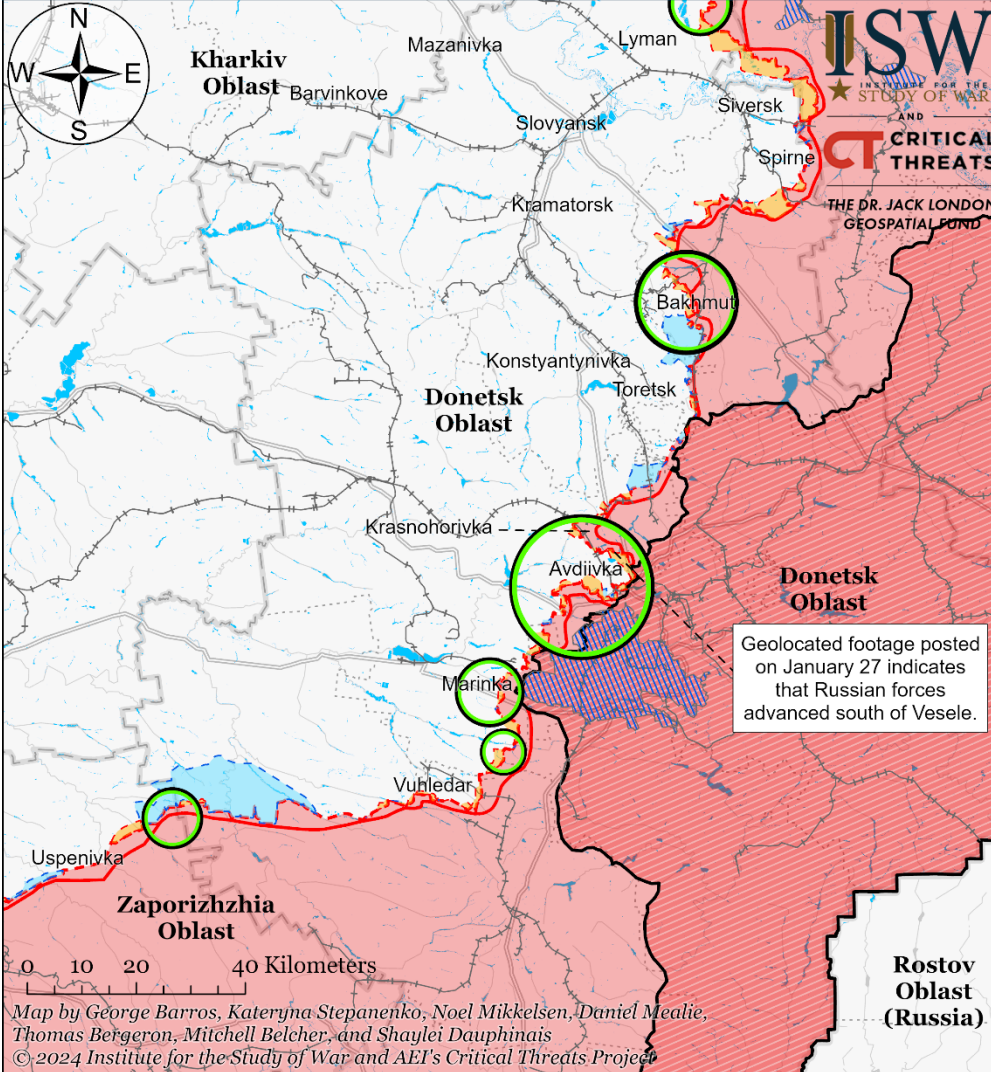 N
W
E
S
Kharkiv
Oblast
Mazanivka
Barvinkove
Lyman
Slovyansk
Siversk
Spirne
Kramatorsk
ISW
INSTITUTE FOR THE
STUDY OF WAR
AND
CT CRITICAL
THREATS
THE DR. JACK LONDON
GEOSPATIAL FUND
Bakhmut
Konstyantynivka
Toretsk
Donetsk
Oblast
Krasnohorivka
Avdiivka
Donetsk
Oblast
Geolocated footage posted
on January 27 indicates
that Russian forces
advanced south of Vesele.
Marinka
Vuhledar
Uspenivka
Zaporizhzhia
Oblast
0 10 20 40 Kilometers
Rostov
Oblast
(Russia)
Map by George Barros, Kateryna Stepanenko, Noel Mikkelsen, Daniel Mealie,
Thomas Bergeron, Mitchell Belcher, and Shaylei Dauphinais
© 2024 Institute for the Study of War and AEI's Critical Threats Project